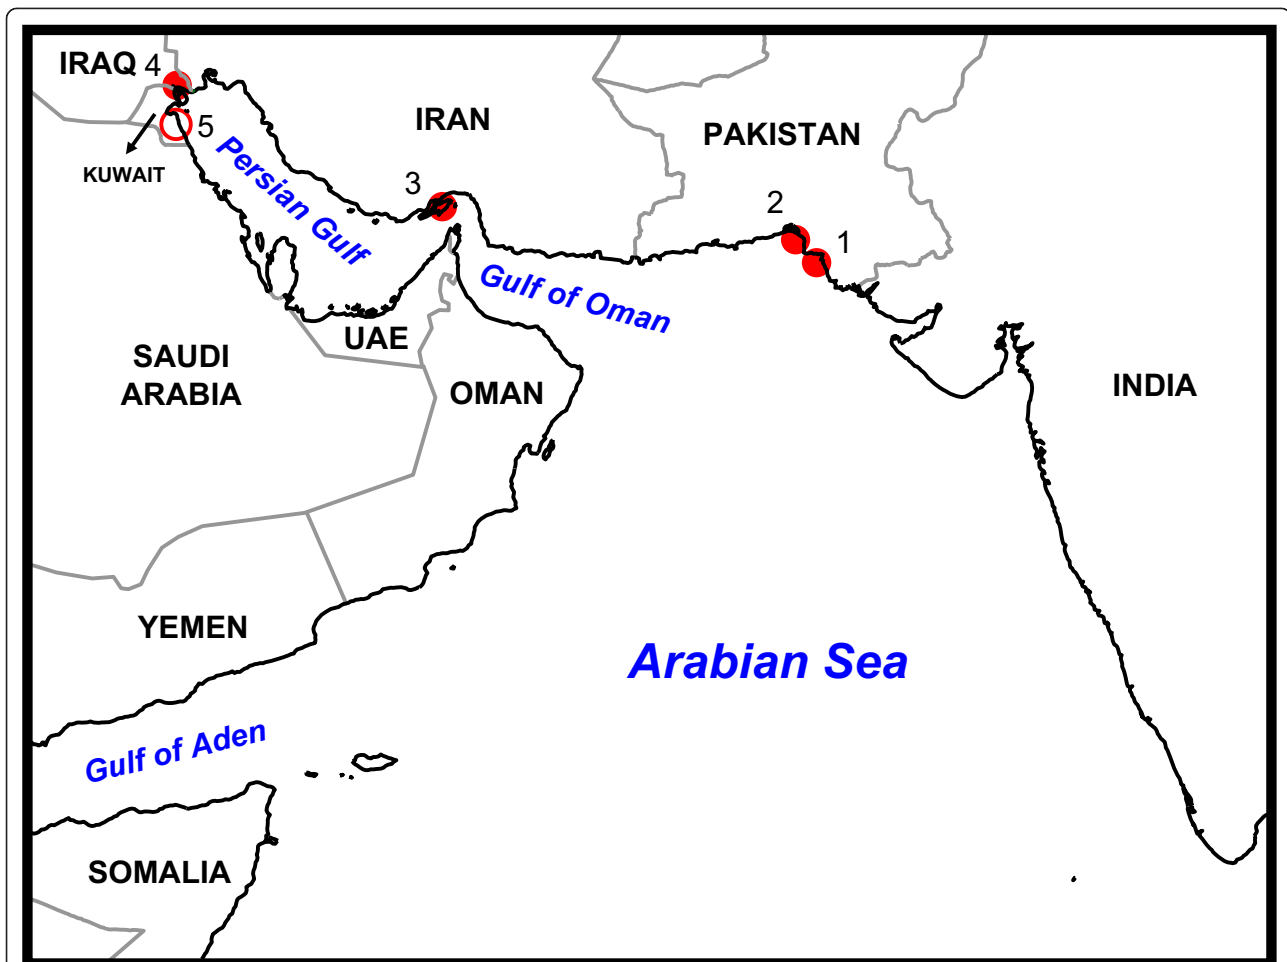 IRAQ 4
IRAN
PAKISTAN
5
KUWAIT
Persian Gulf
3
2
1
Gulf of Oman
UAE
SAUDI
ARABIA
OMAN
INDIA
YEMEN
Arabian Sea
Gulf of Aden
SOMALIA